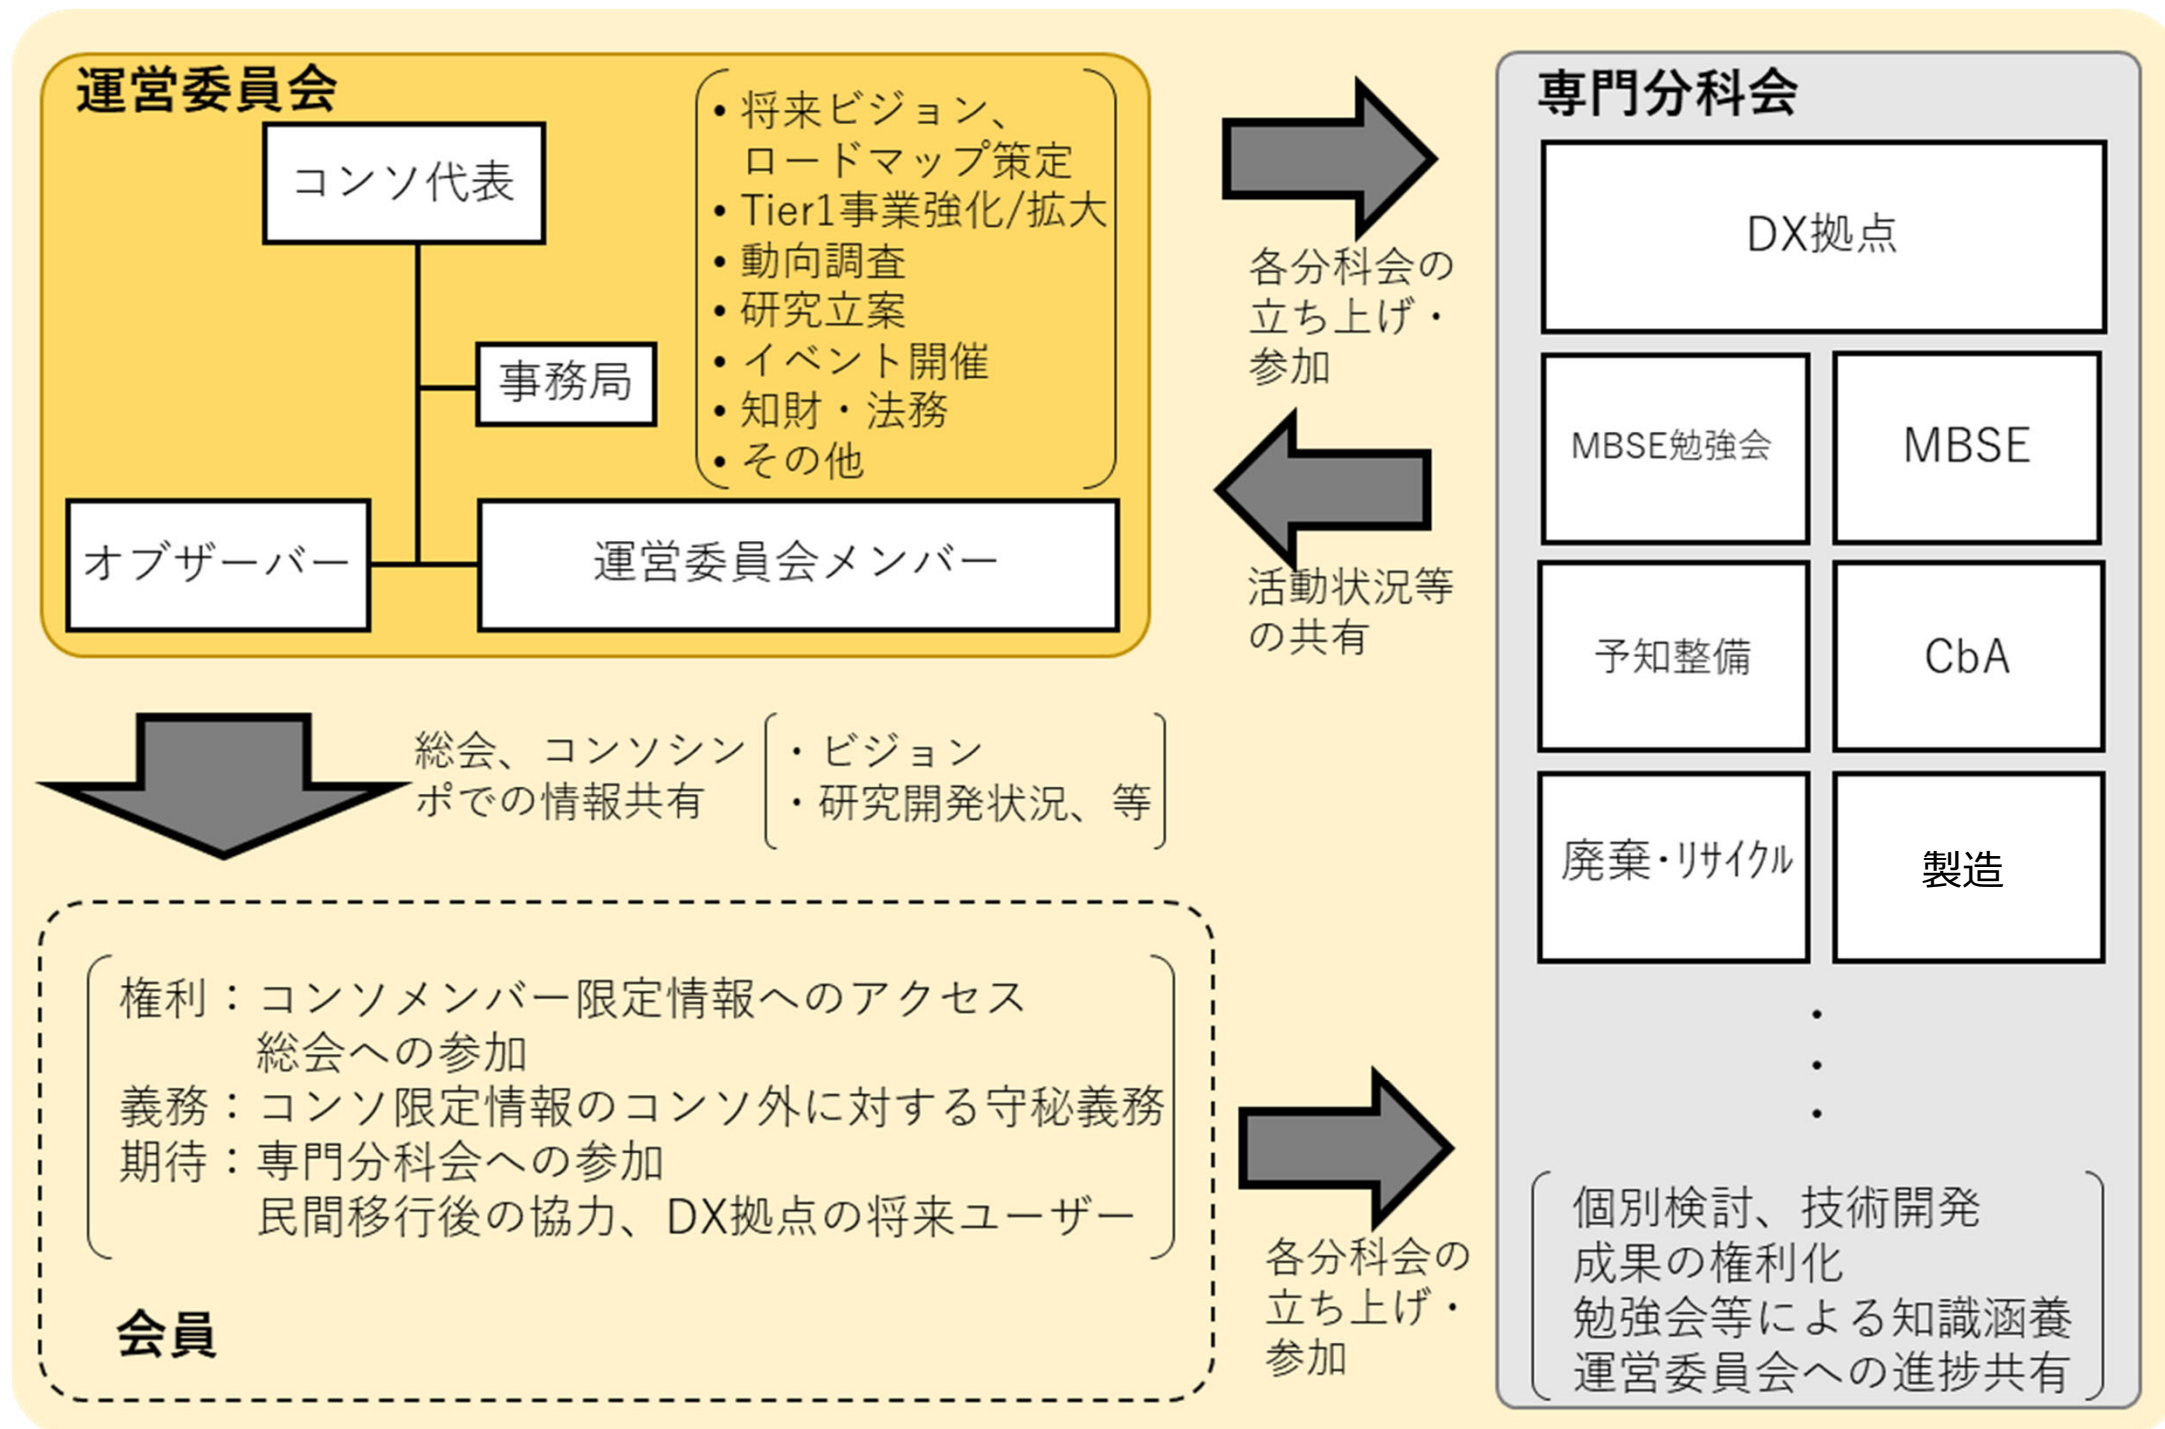 運営委員会
コンソ代表
事務局
オブザーバー
運営委員会メンバー
• 将来ビジョン、
ロードマップ策定
• Tier1事業強化/拡大
• 動向調査
• 研究立案
• イベント開催
• 知財・法務
• その他
各分科会の
立ち上げ・
参加
活動状況等
の共有
専門分科会
DX拠点
MBSE勉強会
MBSE
予知整備
CbA
廃棄・ﾘｻｲｸﾙ
製造
・
・
・
個別検討、技術開発
成果の権利化
勉強会等による知識涵養
運営委員会への進捗共有
総会、コンソシン
ポでの情報共有
・ビジョン
・研究開発状況、等
権利：コンソメンバー限定情報へのアクセス
総会への参加
義務：コンソ限定情報のコンソ外に対する守秘義務
期待：専門分科会への参加
民間移行後の協力、DX拠点の将来ユーザー
会員
各分科会の
立ち上げ・
参加